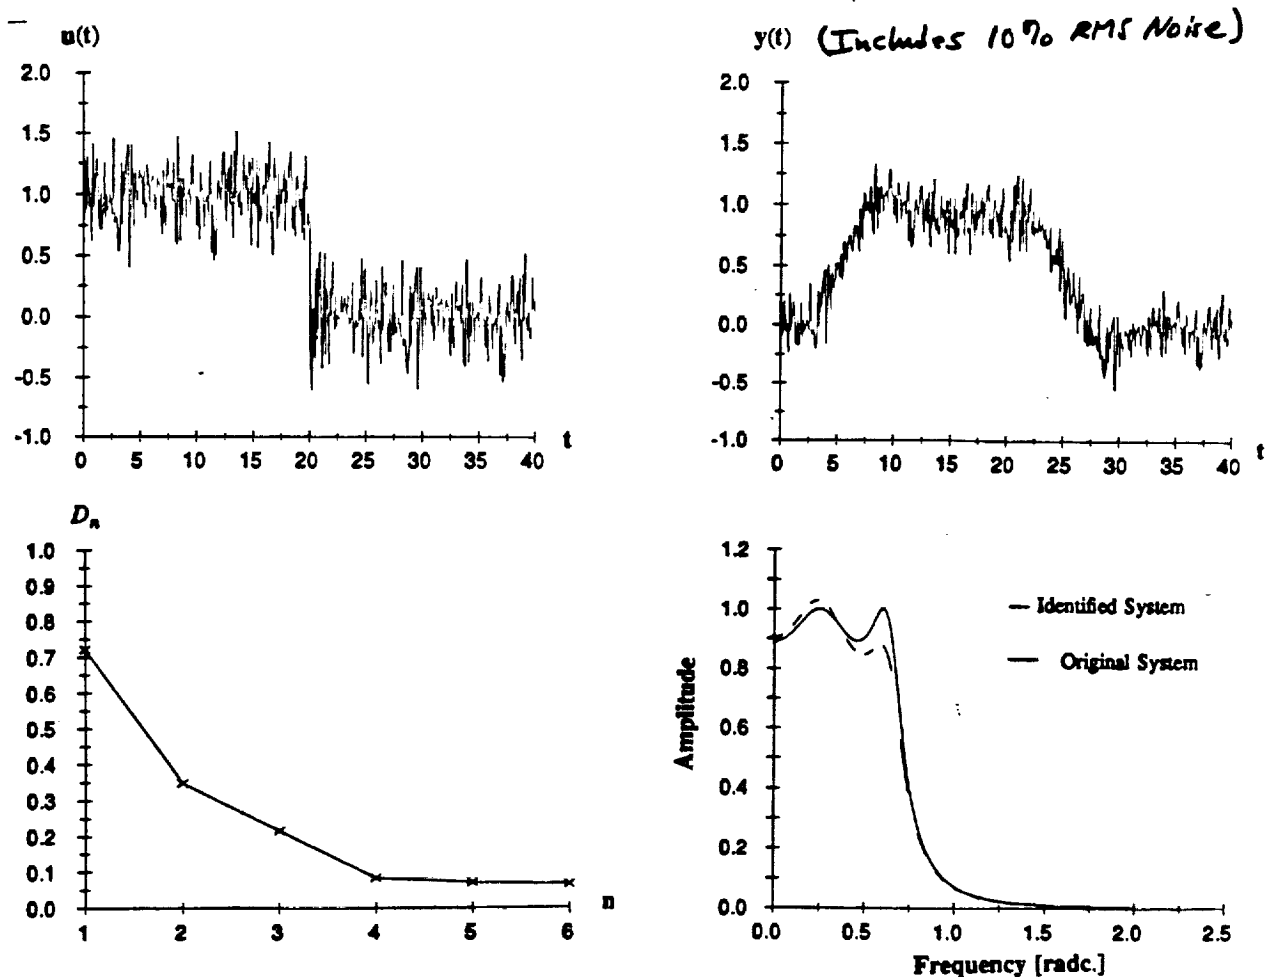 u(t)
2.0
1.5
1.0
0.5
0.0
-0.5
-1.0
0 5 10 15 20 25 30 35 40 t
y(t) (Includes 10% RMS Noise)
2.0
1.5
1.0
0.5
0.0
-0.5
-1.0
0 5 10 15 20 25 30 35 40 t
Dn
1.0
0.9
0.8
0.7
0.6
0.5
0.4
0.3
0.2
0.1
0.0
1 2 3 4 5 6 n
1.2
1.0
0.8
0.6
0.4
0.2
0.0
Amplitude
Identified System
Original System
0.0 0.5 1.0 1.5 2.0 2.5
Frequency [radc.]